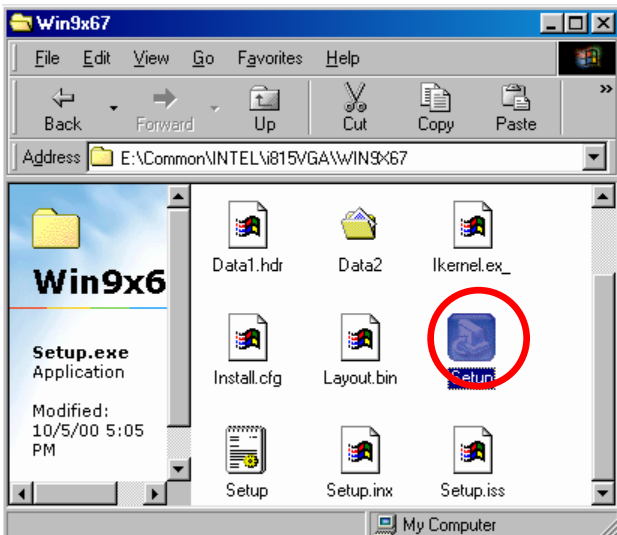 Win9x67
File Edit View Go Favorites Help
Back Forward Up Cut Copy Paste »
Address E:\Common\INTEL\i815VGA\WIN9X67
Win9x6
Setup.exe
Application
Modified:
10/5/00 5:05
PM
Data1.hdr Data2 Ikernel.ex_
Install.cfg Layout.bin Setup
Setup Setup.inx Setup.iss
My Computer